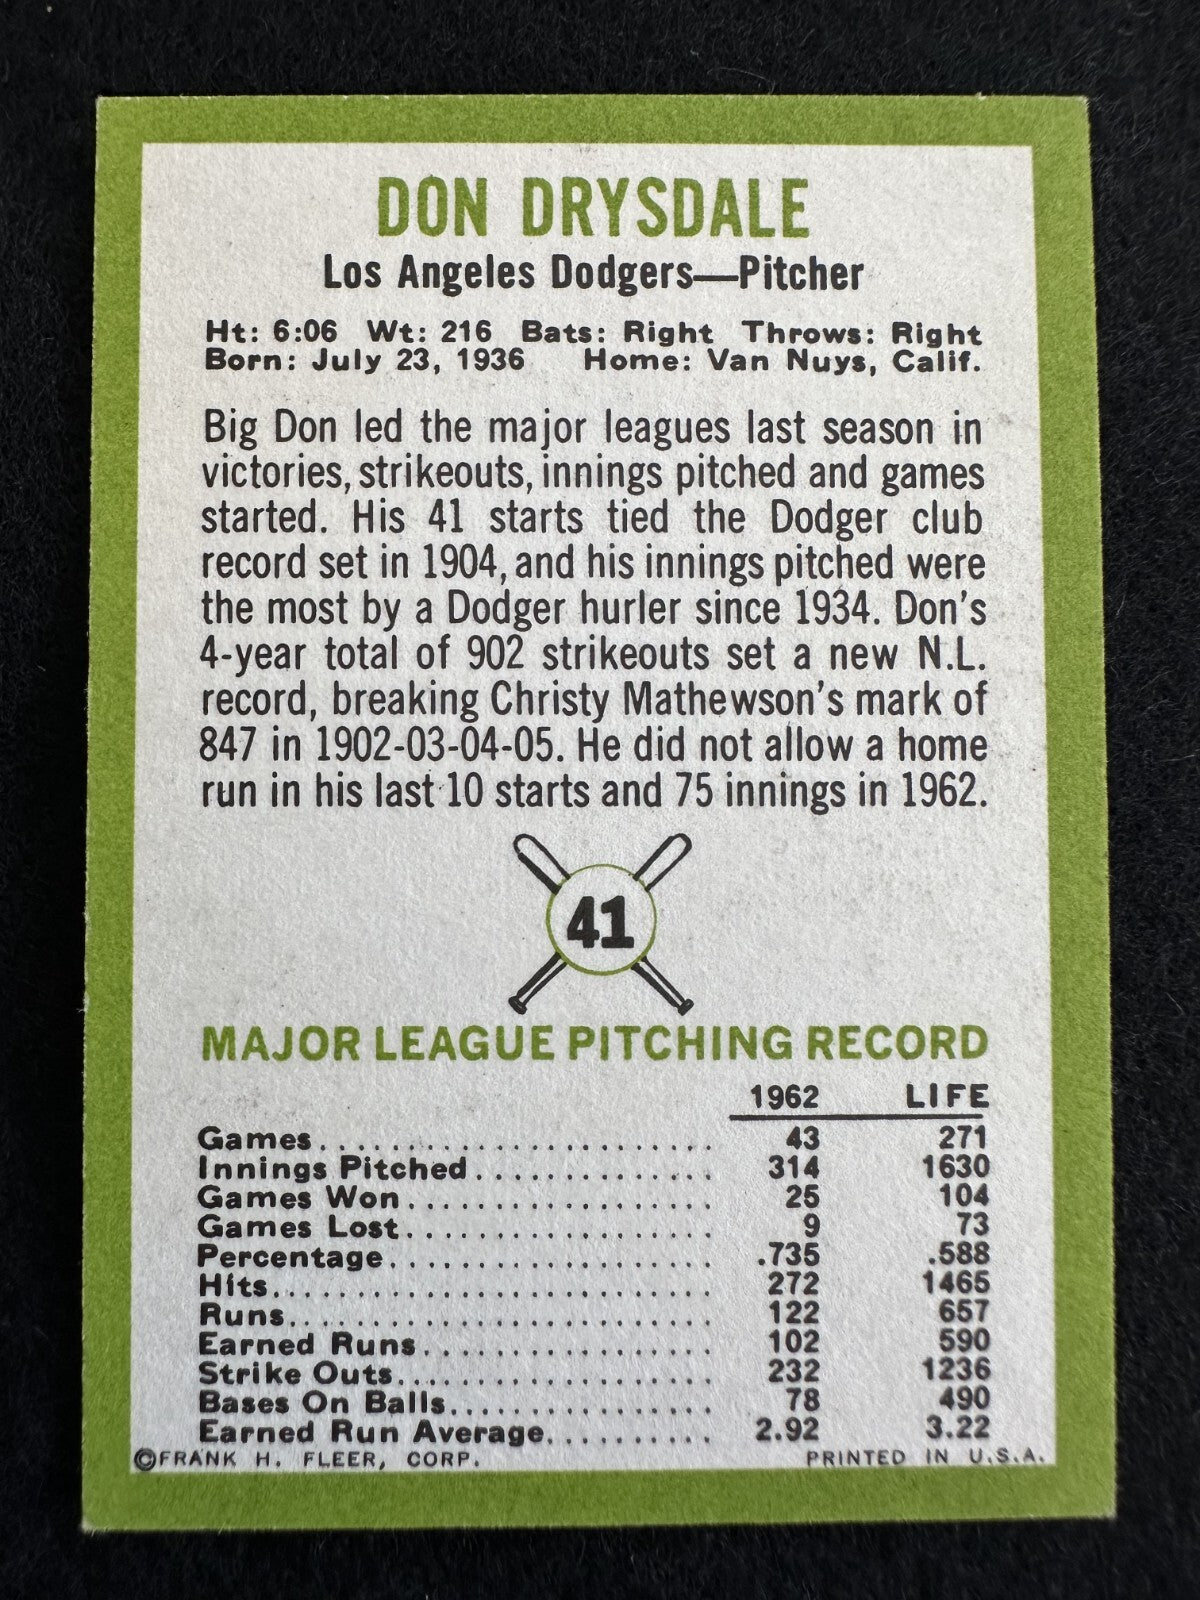 DON DRYSDALE
Los Angeles Dodgers—Pitcher
Ht: 6:06 Wt: 216 Bats: Right Throws: Right
Born: July 23, 1936 Home: Van Nuys, Calif.
Big Don led the major leagues last season in
victories, strikeouts, innings pitched and games
started. His 41 starts tied the Dodger club
record set in 1904, and his innings pitched were
the most by a Dodger hurler since 1934. Don's
4-year total of 902 strikeouts set a new N.L.
record, breaking Christy Mathewson's mark of
847 in 1902-03-04-05. He did not allow a home
run in his last 10 starts and 75 innings in 1962.
41
MAJOR LEAGUE PITCHING RECORD
1962 LIFE
Games...................... 43 271
Innings Pitched............. 314 1630
Games Won................ 25 104
Games Lost................ 9 73
Percentage................. .735 .588
Hits........................ 272 1465
Runs....................... 122 657
Earned Runs............... 102 590
Strike Outs................. 232 1236
Bases On Balls.............. 78 490
Earned Run Average......... 2.92 3.22
©FRANK H. FLEER, CORP. PRINTED IN U.S.A.